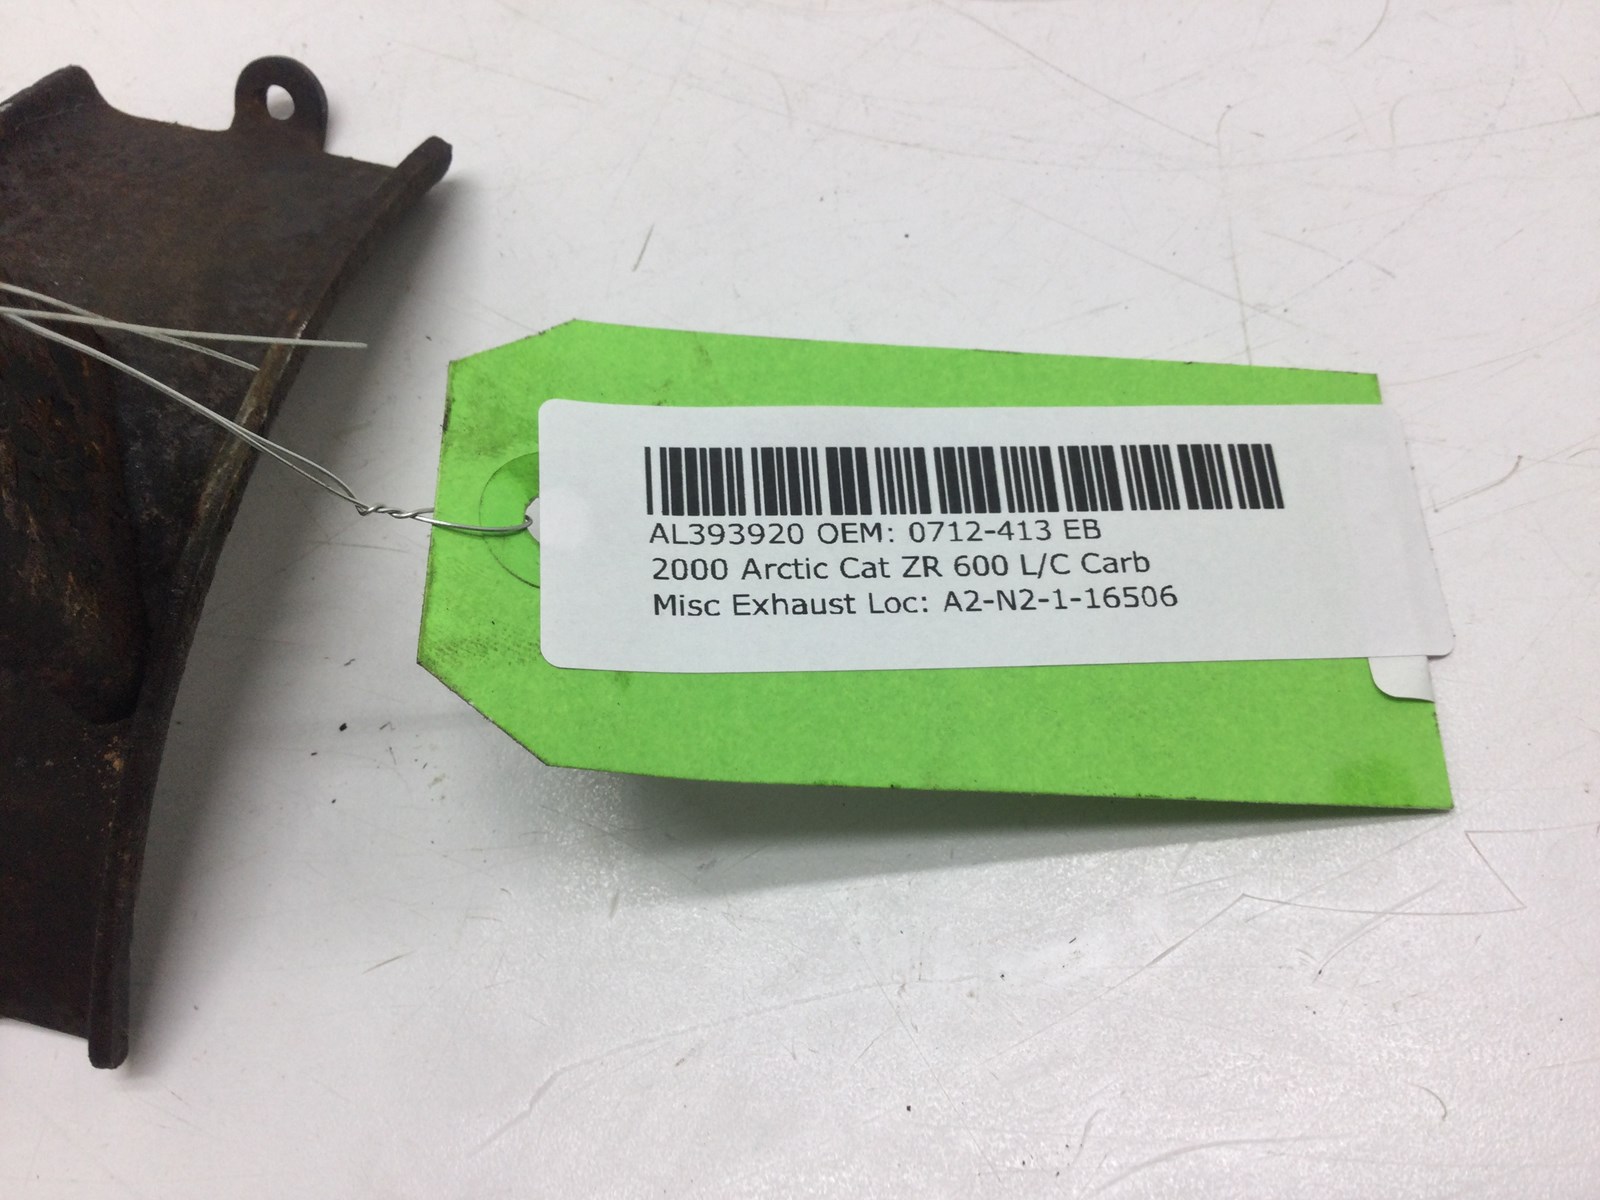 AL393920 OEM: 0712-413 EB
2000 Arctic Cat ZR 600 L/C Carb
Misc Exhaust Loc: A2-N2-1-16506